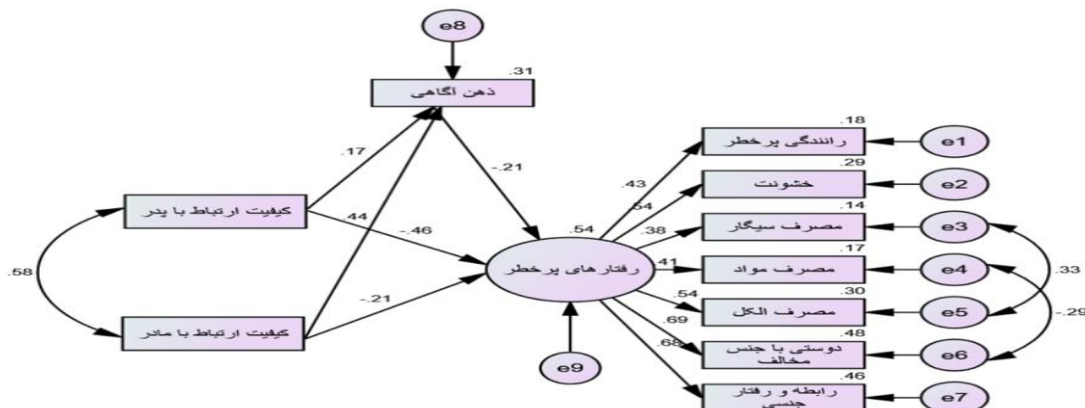 e8
.31
ذهن آگاهی
.18
رانندگی پرخطر
e1
.17
-.21
.29
.43
خشونت
e2
.54
.14
کیفیت ارتباط با پدر
.44
-.46
.54
.38
مصرف سیگار
e3
.17
.58
رفتارهای پرخطر
.41
مصرف مواد
e4
.33
.30
-.21
.54
مصرف الکل
e5
-.29
.69
.48
کیفیت ارتباط با مادر
.68
دوستی با جنس
مخالف
e6
e9
.46
رابطه و رفتار
جنسی
e7